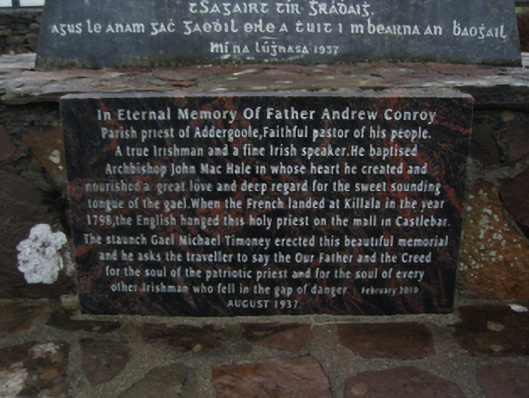 tSagairt tír Ġráḋaiġ,
agus le anam gaċ Gaeḋil eile a tuit i mbearna an ḃaoġail,
mí na lúġnasa 1937
In Eternal Memory Of Father Andrew Conroy
Parish priest of Addergoole,Faithful pastor of his people.
A true Irishman and a fine Irish speaker.He baptised
Archbishop John Mac Hale in whose heart he created and
nourished a great love and deep regard for the sweet sounding
tongue of the gael.When the French landed at Killala in the year
1798,the English hanged this holy priest on the mall in Castlebar.
The staunch Gael Michael Timoney erected this beautiful memorial
and he asks the traveller to say the Our Father and the Creed
for the soul of the patriotic priest and for the soul of every
other Irishman who fell in the gap of danger February 2010
AUGUST 1937